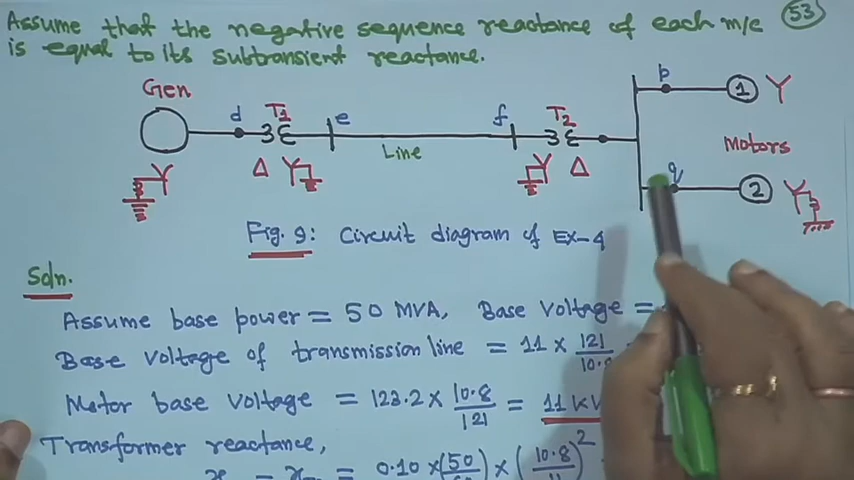 Assume that the negative sequence reactance of each m/c 53
is equal to its subtransient reactance.
Gen
d T1 e f T2 p 1 Y
Line
Motors
Y Δ Y Y Δ q 2 Y
Fig. 9: Circuit diagram of EX-4
Soln.
Assume base power = 50 MVA, Base Voltage =
Base voltage of transmission line = 11 × 121/10.8
Motor base voltage = 123.2 × 10.8/121 = 11 KV
Transformer reactance,
= 0.10 × (50/ ) × (10.8/11)²